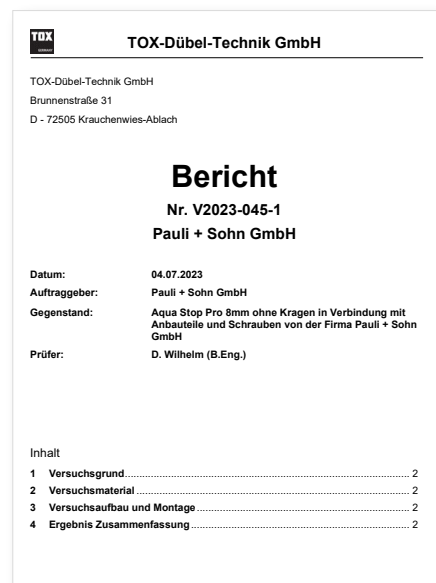 TOX
GERMANY
TOX-Dübel-Technik GmbH
TOX-Dübel-Technik GmbH
Brunnenstraße 31
D - 72505 Krauchenwies-Ablach
Bericht
Nr. V2023-045-1
Pauli + Sohn GmbH
Datum: 04.07.2023
Auftraggeber: Pauli + Sohn GmbH
Gegenstand: Aqua Stop Pro 8mm ohne Kragen in Verbindung mit
Anbauteile und Schrauben von der Firma Pauli + Sohn
GmbH
Prüfer: D. Wilhelm (B.Eng.)
Inhalt
1 Versuchsgrund 2
2 Versuchsmaterial 2
3 Versuchsaufbau und Montage 2
4 Ergebnis Zusammenfassung 2